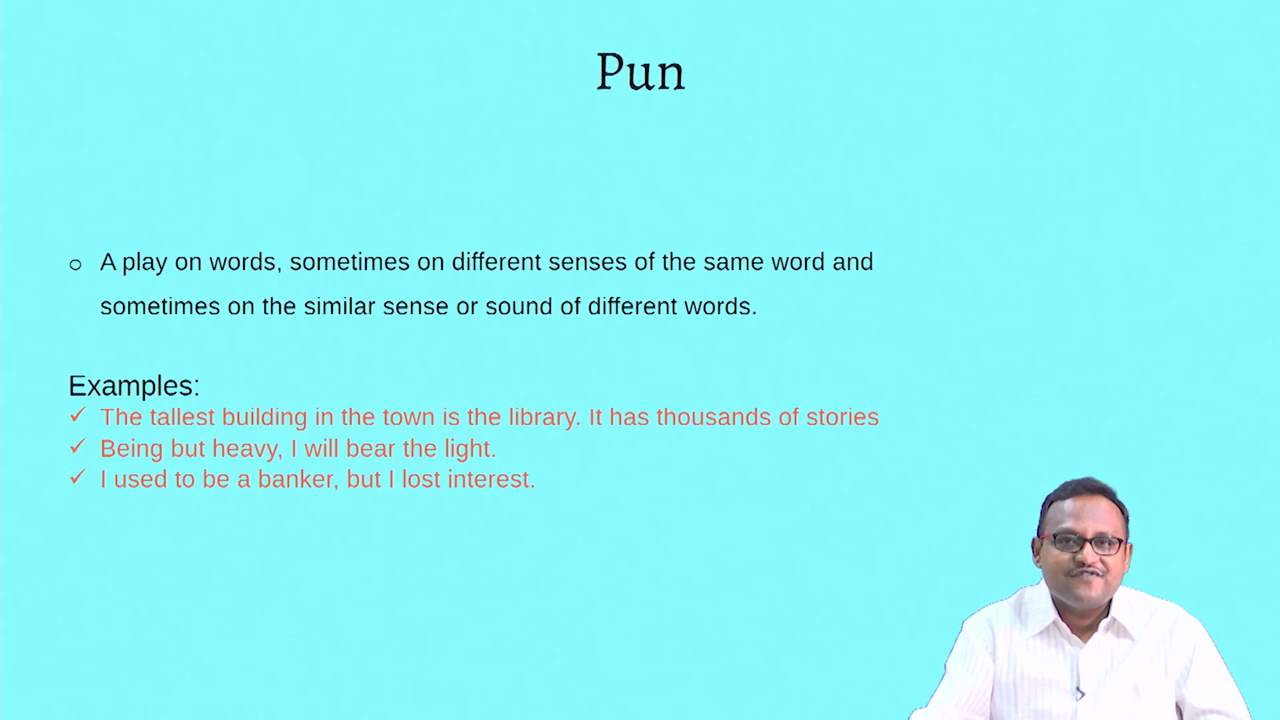 Pun
A play on words, sometimes on different senses of the same word and
sometimes on the similar sense or sound of different words.
Examples:
The tallest building in the town is the library. It has thousands of stories
Being but heavy, I will bear the light.
I used to be a banker, but I lost interest.